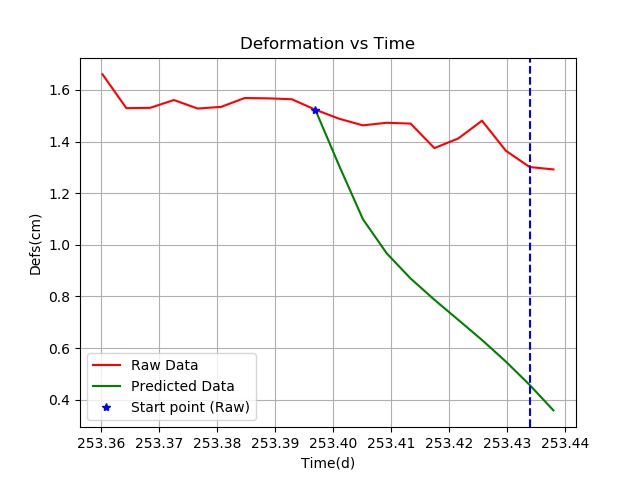 Deformation vs Time
Defs(cm)
1.6
1.4
1.2
1.0
0.8
0.6
0.4
Raw Data
Predicted Data
Start point (Raw)
253.36 253.37 253.38 253.39 253.40 253.41 253.42 253.43 253.44
Time(d)